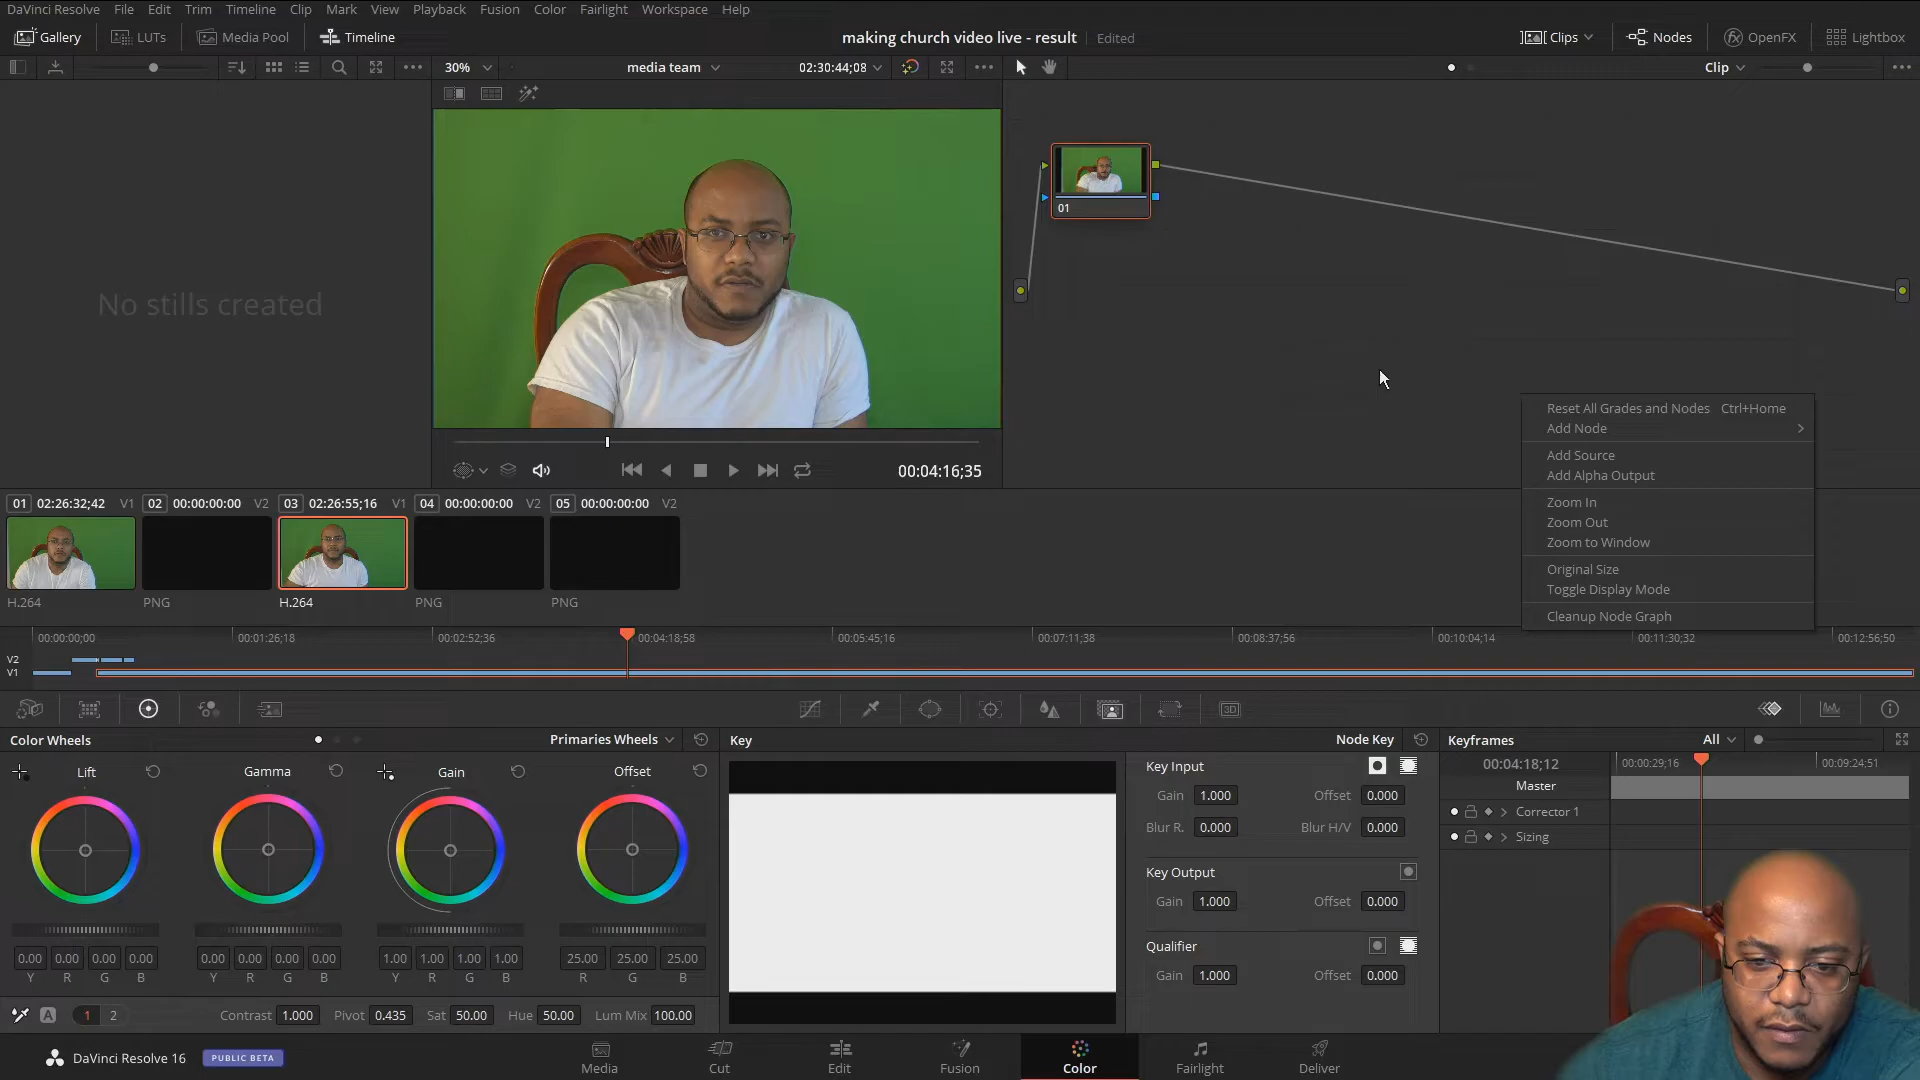 DaVinci Resolve File Edit Trim Timeline Clip Mark View Playback Fusion Color Fairlight Workspace Help
Gallery LUTs Media Pool Timeline making church video live - result Edited Clips Nodes OpenFX Lightbox
30% media team 02:30:44;08 Clip
01
No stills created
00:04:16;35
Reset All Grades and Nodes Ctrl+Home
Add Node
Add Source
Add Alpha Output
Zoom In
Zoom Out
Zoom to Window
Original Size
Toggle Display Mode
Cleanup Node Graph
01 02:26:32;42 V1 02 00:00:00:00 V2 03 02:26:55;16 V1 04 00:00:00:00 V2 05 00:00:00:00 V2
H.264 PNG H.264 PNG PNG
00:00:00;00 00:01:26;18 00:02:52;36 00:04:18;58 00:05:45;16 00:07:11;38 00:08:37;56 00:10:04;14 00:11:30;32 00:12:56;50
V2
V1
3D
Color Wheels Primaries Wheels Key Node Key Keyframes All
Lift Gamma Gain Offset
Key Input
Gain 1.000 Offset 0.000
Blur R. 0.000 Blur H/V 0.000
Key Output
Gain 1.000 Offset 0.000
Qualifier
Gain 1.000 Offset 0.000
00:04:18;12 00:00:29;16 00:09:24;51
Master
Corrector 1
Sizing
0.00 0.00 0.00 0.00 0.00 0.00 0.00 0.00 1.00 1.00 1.00 1.00 25.00 25.00 25.00
Y R G B Y R G B Y R G B R G B
A 1 2 Contrast 1.000 Pivot 0.435 Sat 50.00 Hue 50.00 Lum Mix 100.00
DaVinci Resolve 16 PUBLIC BETA Media Cut Edit Fusion Color Fairlight Deliver